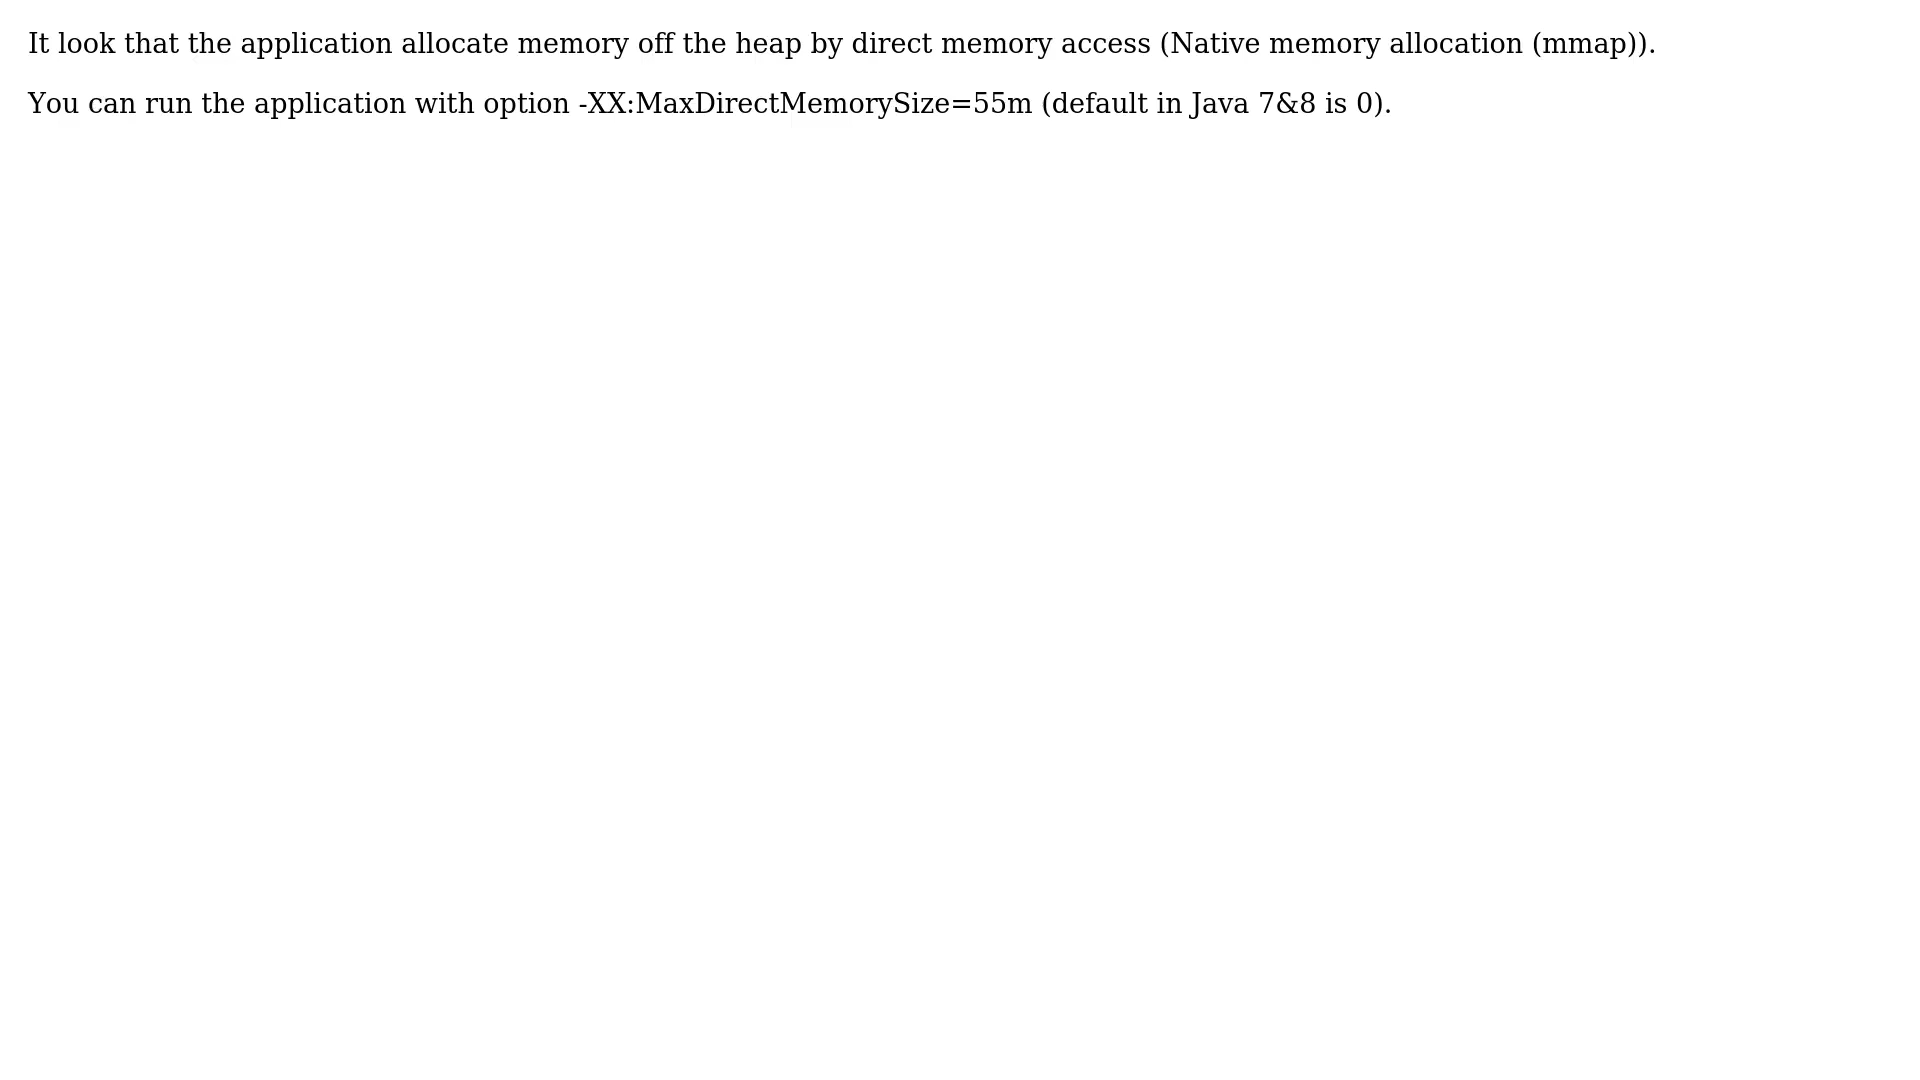 It look that the application allocate memory off the heap by direct memory access (Native memory allocation (mmap)).
You can run the application with option -XX:MaxDirectMemorySize=55m (default in Java 7&8 is 0).